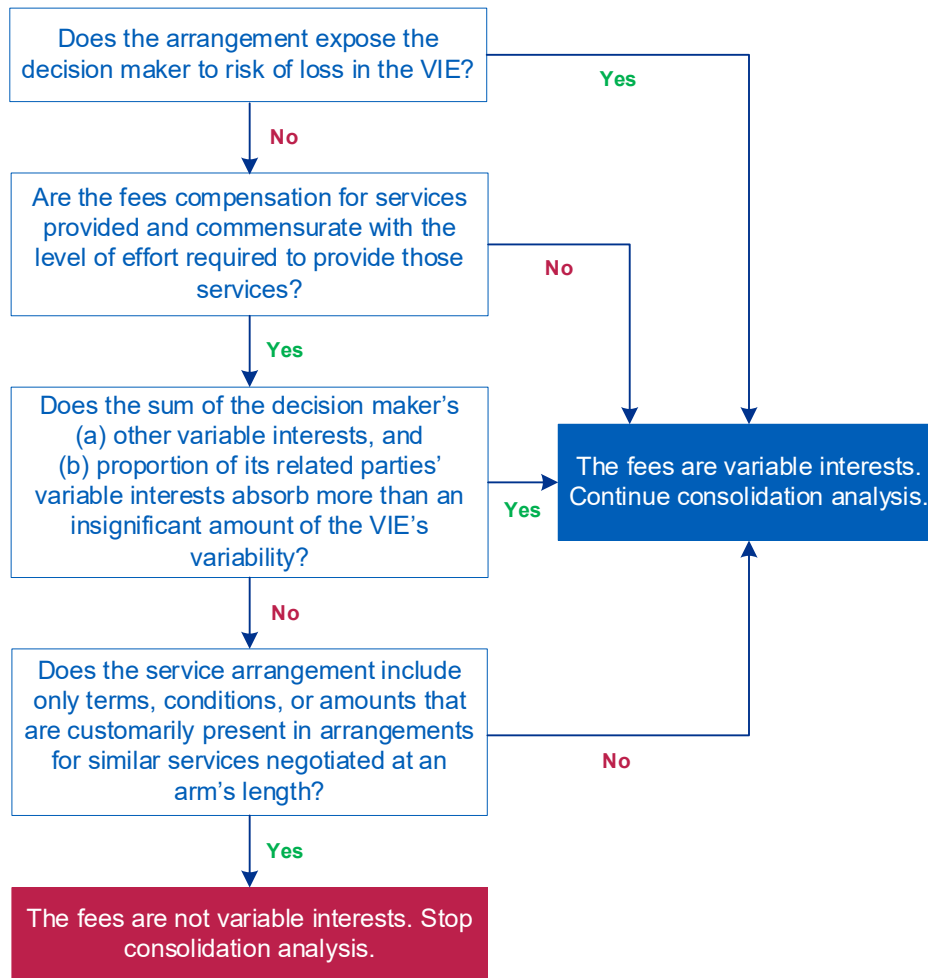 Does the arrangement expose the
decision maker to risk of loss in the VIE?
Yes
No
Are the fees compensation for services
provided and commensurate with the
level of effort required to provide those
services?
No
Yes
Does the sum of the decision maker’s
(a) other variable interests, and
(b) proportion of its related parties’
variable interests absorb more than an
insignificant amount of the VIE’s
variability?
Yes
The fees are variable interests.
Continue consolidation analysis.
No
Does the service arrangement include
only terms, conditions, or amounts that
are customarily present in arrangements
for similar services negotiated at an
arm’s length?
No
Yes
The fees are not variable interests. Stop
consolidation analysis.